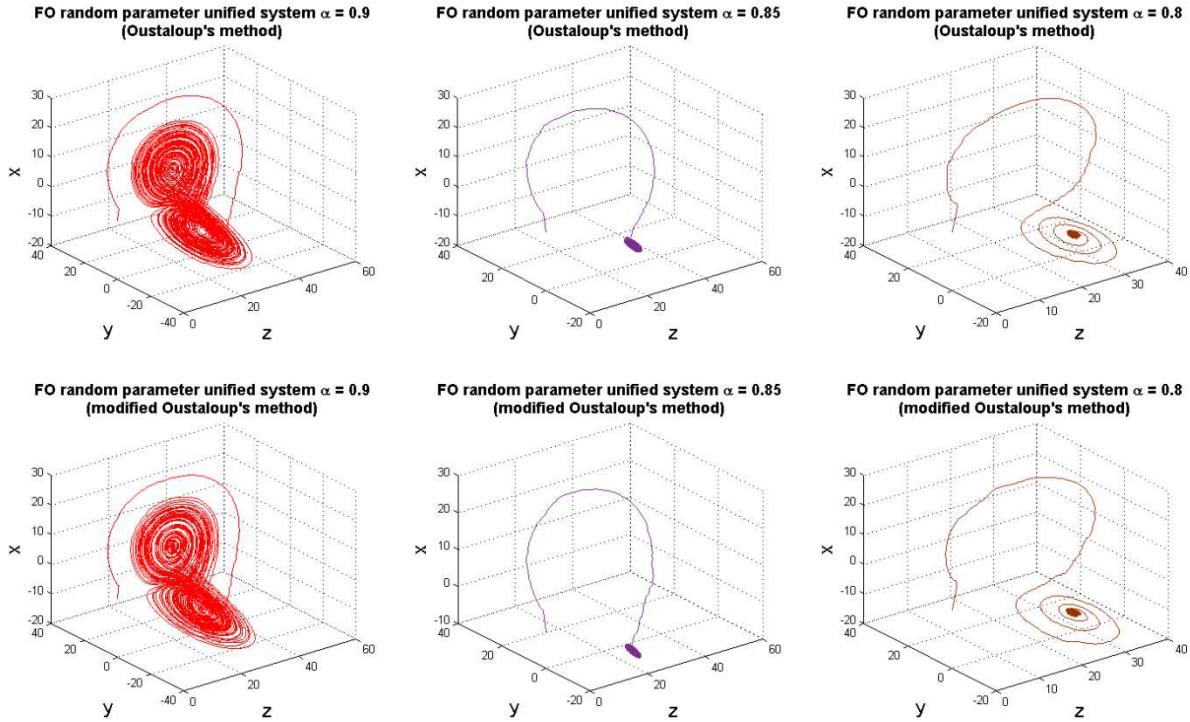 FO random parameter unified system α = 0.9
(Oustaloup's method)
30
20
10
0
-10
-20
X
40
20
0
-20
-40
y
0
20
40
60
z
FO random parameter unified system α = 0.85
(Oustaloup's method)
30
20
10
0
-10
-20
X
40
20
0
-20
y
0
20
40
60
z
FO random parameter unified system α = 0.8
(Oustaloup's method)
30
20
10
0
-10
-20
X
20
0
-20
y
0
10
20
30
40
z
FO random parameter unified system α = 0.9
(modified Oustaloup's method)
30
20
10
0
-10
-20
X
40
20
0
-20
-40
y
0
20
40
60
z
FO random parameter unified system α = 0.85
(modified Oustaloup's method)
30
20
10
0
-10
X
40
20
0
-20
y
0
20
40
60
z
FO random parameter unified system α = 0.8
(modified Oustaloup's method)
30
20
10
0
-10
-20
X
20
0
-20
y
0
10
20
30
40
z